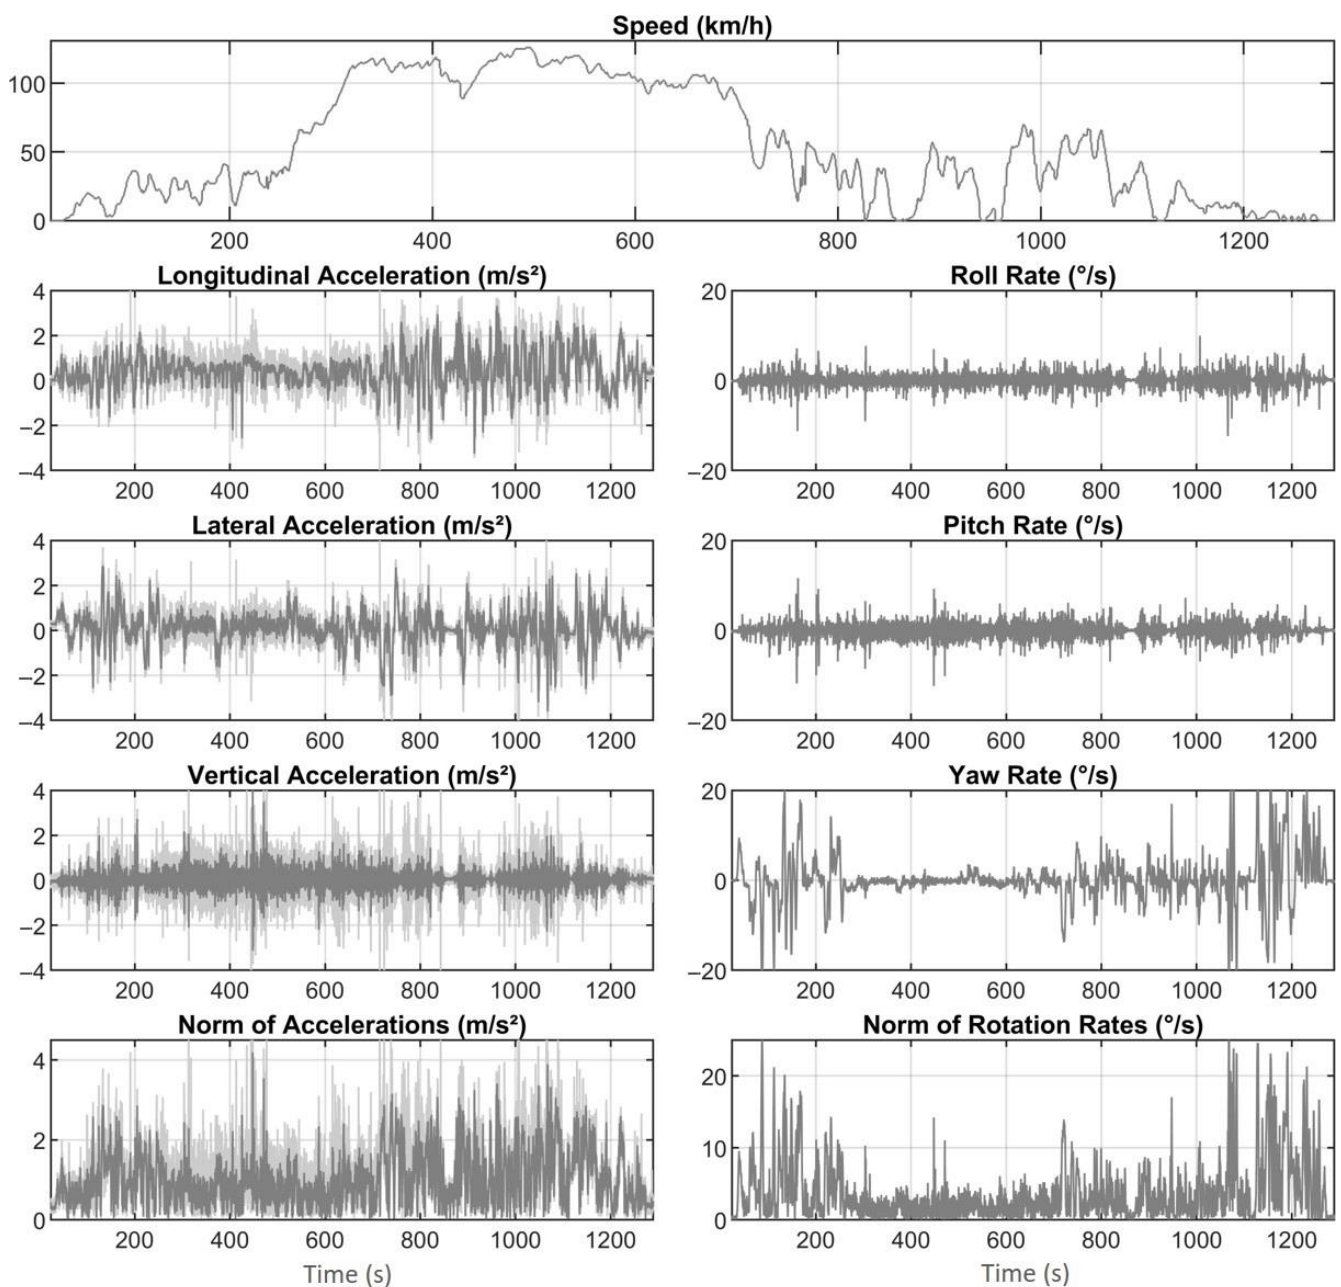 Speed (km/h)
100
50
0
200 400 600 800 1000 1200
Longitudinal Acceleration (m/s²)
4
2
0
–2
–4
200 400 600 800 1000 1200
Roll Rate (°/s)
20
0
–20
200 400 600 800 1000 1200
Lateral Acceleration (m/s²)
4
2
0
–2
–4
200 400 600 800 1000 1200
Pitch Rate (°/s)
20
0
–20
200 400 600 800 1000 1200
Vertical Acceleration (m/s²)
4
2
0
–2
–4
200 400 600 800 1000 1200
Yaw Rate (°/s)
20
0
–20
200 400 600 800 1000 1200
Norm of Accelerations (m/s²)
4
2
0
200 400 600 800 1000 1200
Time (s)
Norm of Rotation Rates (°/s)
20
10
0
200 400 600 800 1000 1200
Time (s)